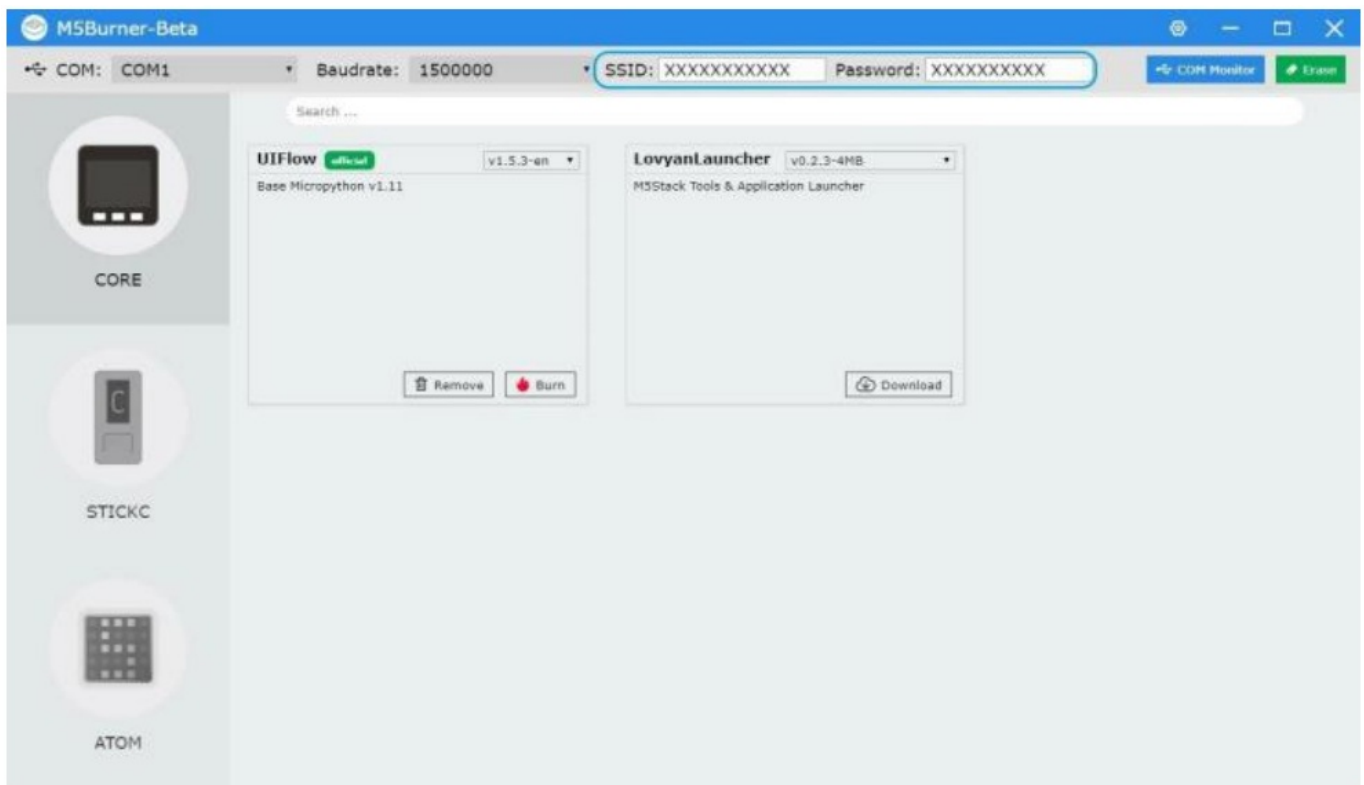 M5Burner-Beta
COM: COM1 Baudrate: 1500000 SSID: XXXXXXXXXXX Password: XXXXXXXXXX COM Monitor Erase
Search ...
UIFlow official v1.5.3-en
Base Micropython v1.11
Remove Burn
LovyanLauncher v0.2.3-4MB
M5Stack Tools & Application Launcher
Download
CORE
C
STICKC
ATOM